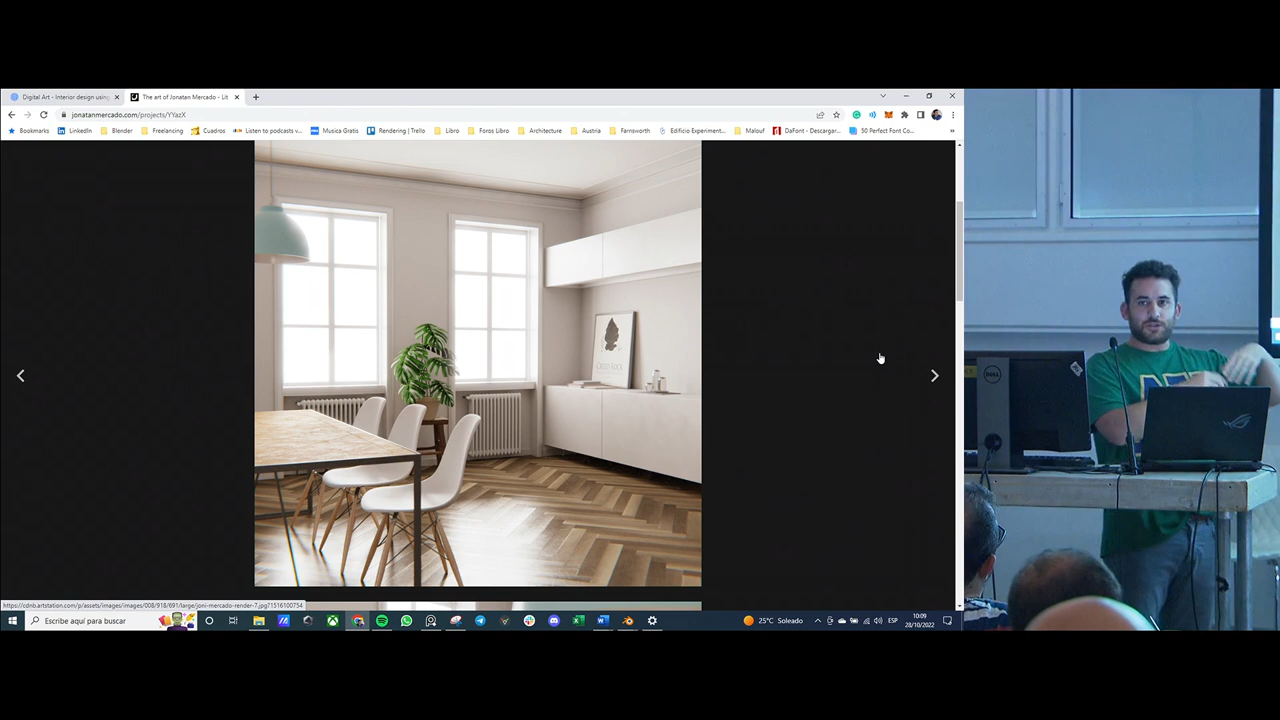 Digital Art - Interior design using
The art of Jonatan Mercado - Lit
jonatanmercado.com/projects/YYazX
Bookmarks
LinkedIn
Blender
Freelancing
Cuadros
Listen to podcasts v...
Musica Gratis
Rendering | Trello
Libro
Foros Libro
Architecture
Austria
Farnsworth
Edificio Experiment...
Malouf
DaFont - Descargar...
50 Perfect Font Co...
»
https://cdnb.artstation.com/p/assets/images/images/008/918/691/large/joni-mercado-render-7.jpg?1516100754
Escribe aquí para buscar
25°C Soleado
ESP
10:09
28/10/2022
DELL